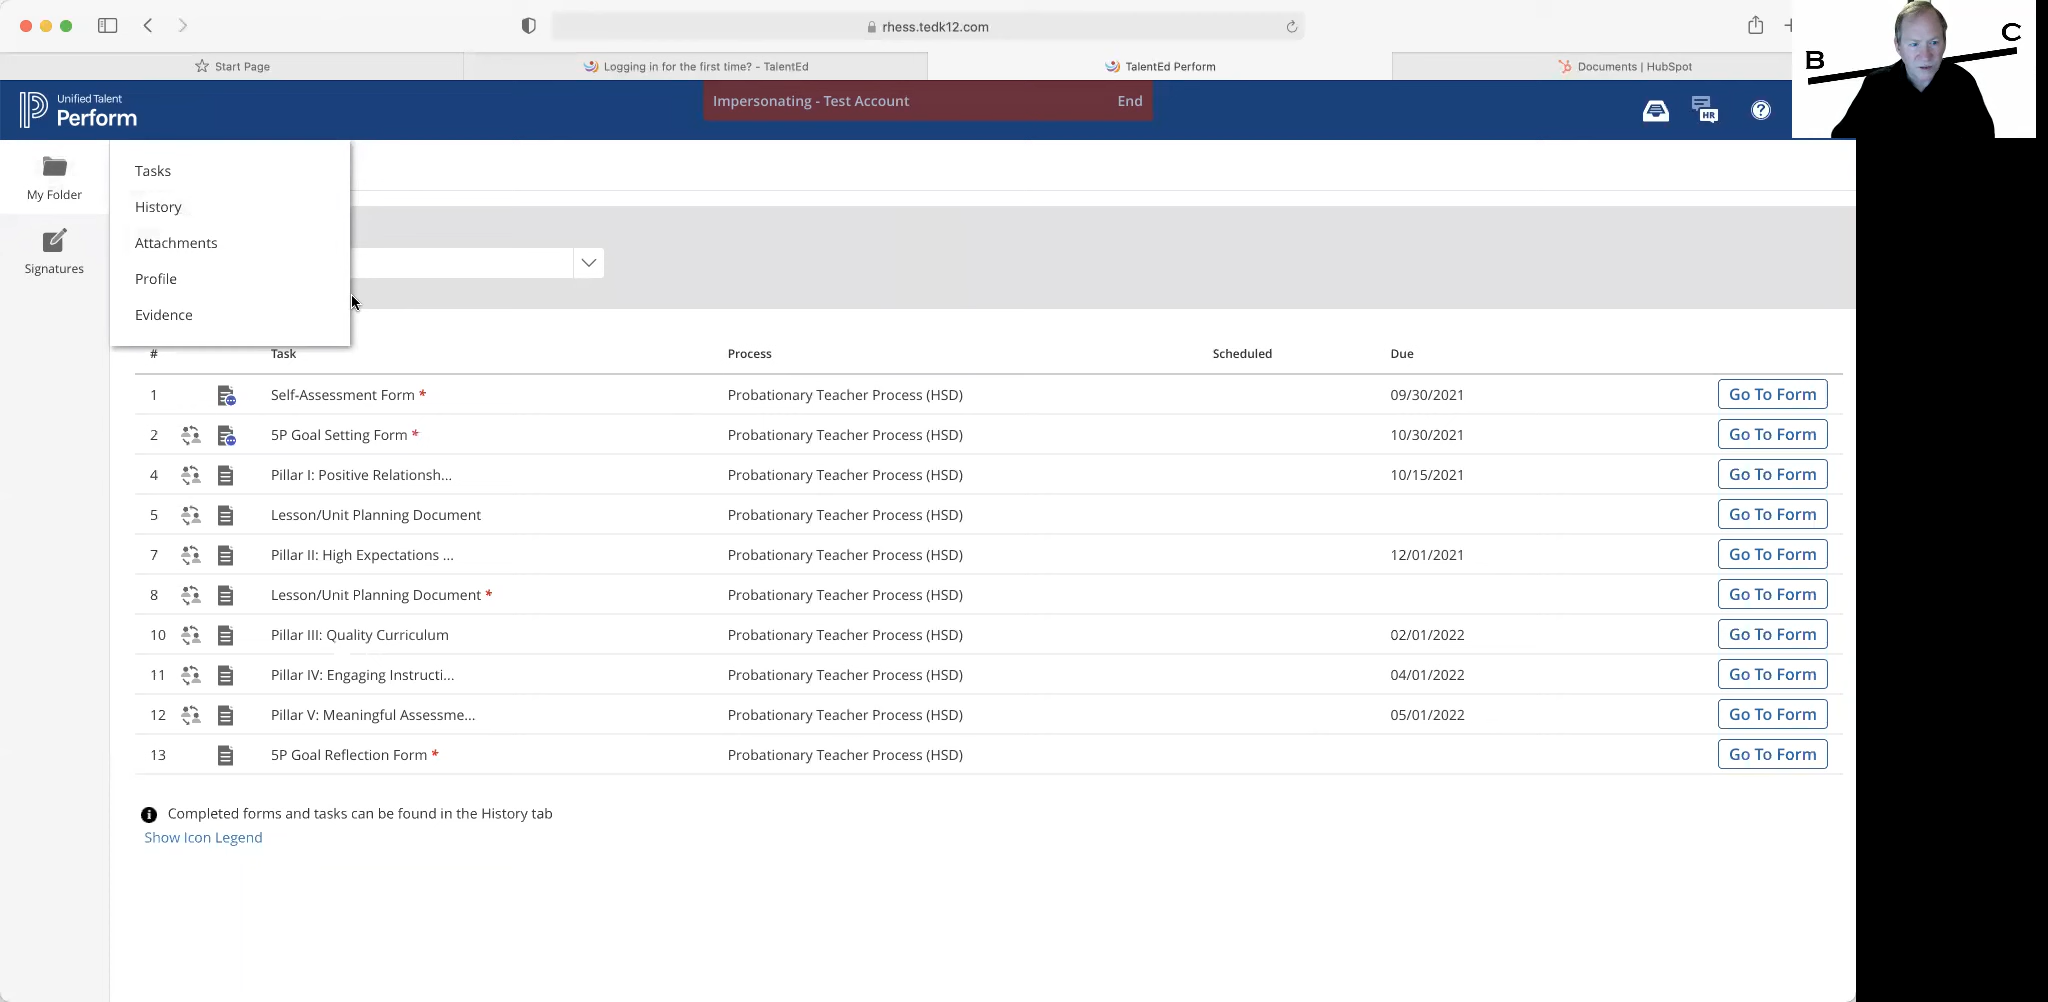 rhess.tedk12.com
Start Page
Logging in for the first time? - TalentEd
TalentEd Perform
Documents | HubSpot
B
C
Unified Talent
Perform
Impersonating - Test Account
End
HR
?
My Folder
Signatures
Tasks
History
Attachments
Profile
Evidence
# Task Process Scheduled Due
1 Self-Assessment Form * Probationary Teacher Process (HSD) 09/30/2021 Go To Form
2 5P Goal Setting Form * Probationary Teacher Process (HSD) 10/30/2021 Go To Form
4 Pillar I: Positive Relationsh... Probationary Teacher Process (HSD) 10/15/2021 Go To Form
5 Lesson/Unit Planning Document Probationary Teacher Process (HSD) Go To Form
7 Pillar II: High Expectations ... Probationary Teacher Process (HSD) 12/01/2021 Go To Form
8 Lesson/Unit Planning Document * Probationary Teacher Process (HSD) Go To Form
10 Pillar III: Quality Curriculum Probationary Teacher Process (HSD) 02/01/2022 Go To Form
11 Pillar IV: Engaging Instructi... Probationary Teacher Process (HSD) 04/01/2022 Go To Form
12 Pillar V: Meaningful Assessme... Probationary Teacher Process (HSD) 05/01/2022 Go To Form
13 5P Goal Reflection Form * Probationary Teacher Process (HSD) Go To Form
Completed forms and tasks can be found in the History tab
Show Icon Legend